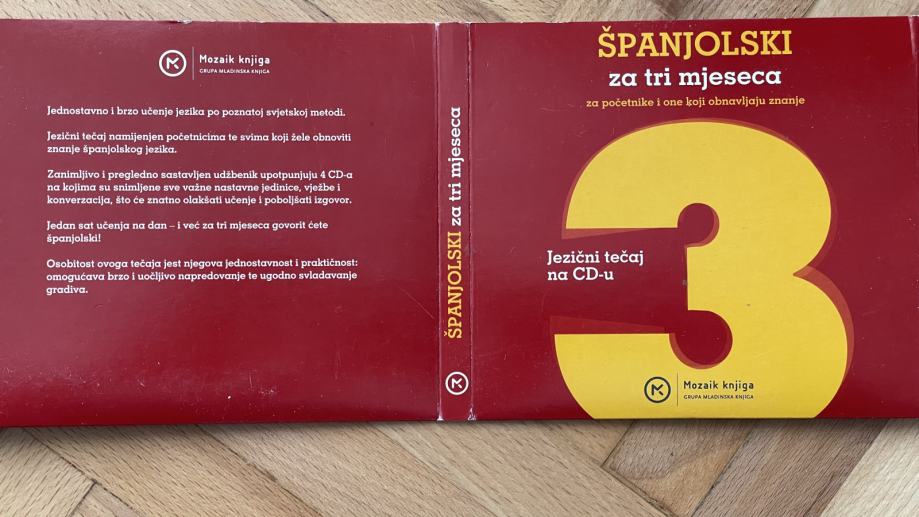 Mozaik knjiga
GRUPA MLADINSKA KNJIGA
Jednostavno i brzo učenje jezika po poznatoj svjetskoj metodi.
Jezični tečaj namijenjen početnicima te svima koji žele obnoviti
znanje španjolskog jezika.
Zanimljivo i pregledno sastavljen udžbenik upotpunjuju 4 CD-a
na kojima su snimljene sve važne nastavne jedinice, vježbe i
konverzacija, što će znatno olakšati učenje i poboljšati izgovor.
Jedan sat učenja na dan – i već za tri mjeseca govorit ćete
španjolski!
Osobitost ovoga tečaja jest njegova jednostavnost i praktičnost:
omogućava brzo i uočljivo napredovanje te ugodno svladavanje
gradiva.
ŠPANJOLSKI za tri mjeseca
ŠPANJOLSKI
za tri mjeseca
za početnike i one koji obnavljaju znanje
3
Jezični tečaj
na CD-u
Mozaik knjiga
GRUPA MLADINSKA KNJIGA